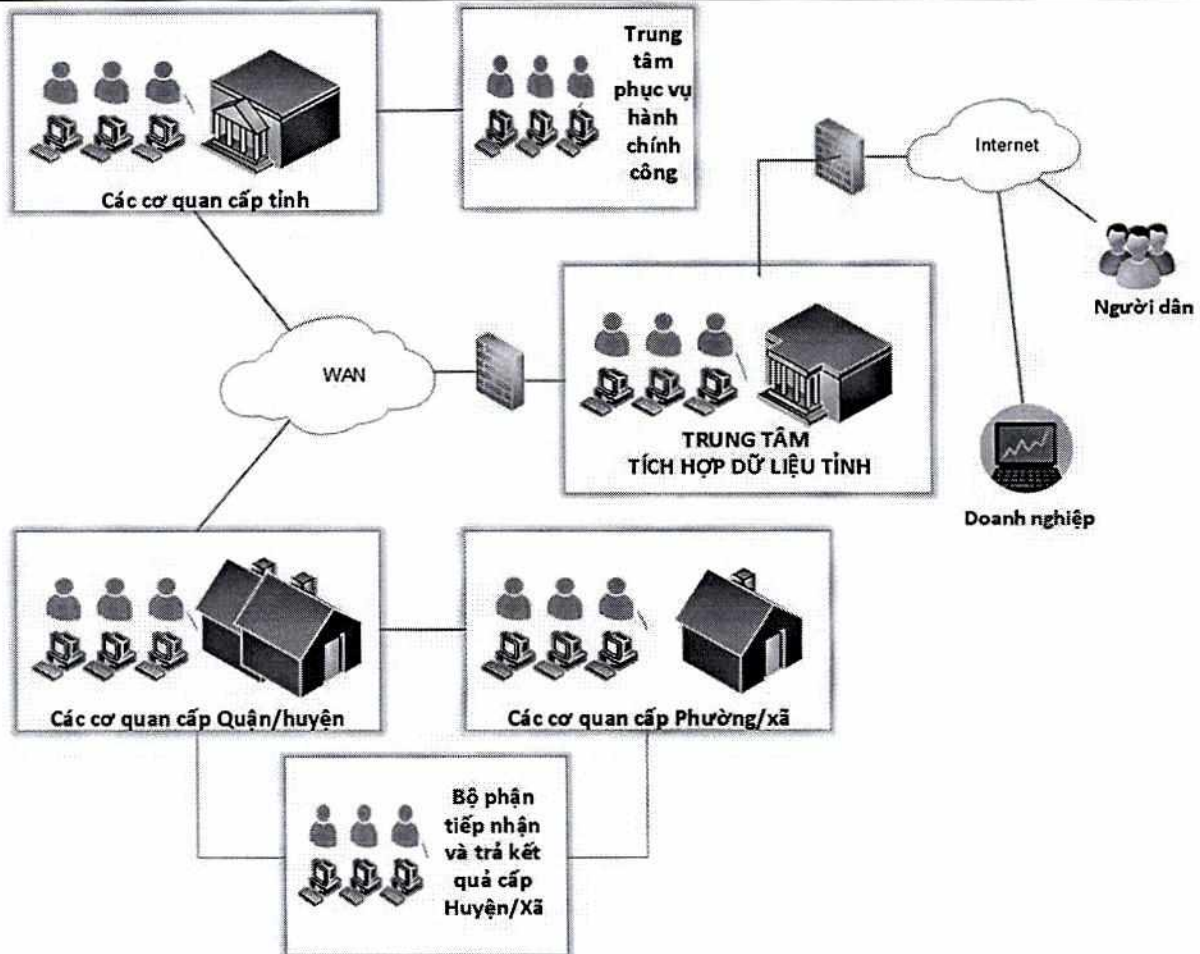 Trung
tâm
phục vụ
hành
chính
công
Các cơ quan cấp tỉnh
Internet
Người dân
WAN
TRUNG TÂM
TÍCH HỢP DỮ LIỆU TỈNH
Doanh nghiệp
Các cơ quan cấp Quận/huyện
Các cơ quan cấp Phường/xã
Bộ phận
tiếp nhận
và trả kết
quả cấp
Huyện/Xã